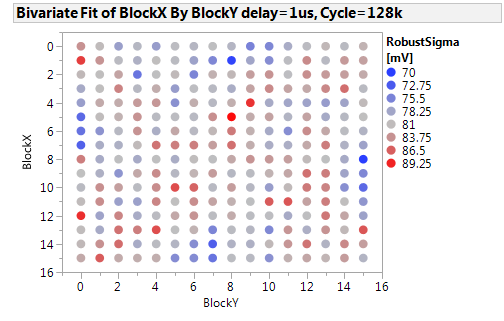 Bivariate Fit of BlockX By BlockY delay=1us, Cycle=128k
RobustSigma
[mV]
70
72.75
75.5
78.25
81
83.75
86.5
89.25
BlockX
0
2
4
6
8
10
12
14
16
0 2 4 6 8 10 12 14 16
BlockY